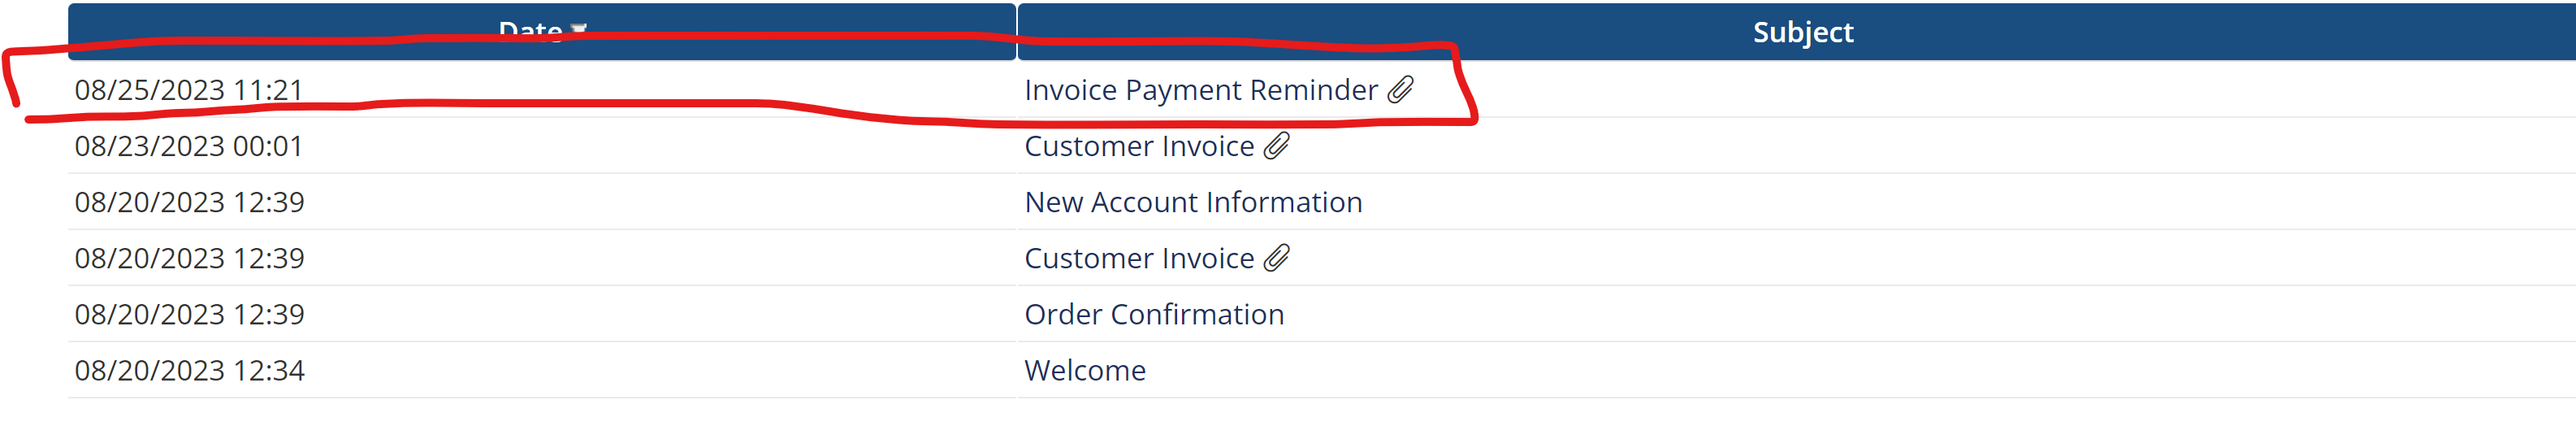 Date Subject
08/25/2023 11:21 Invoice Payment Reminder
08/23/2023 00:01 Customer Invoice
08/20/2023 12:39 New Account Information
08/20/2023 12:39 Customer Invoice
08/20/2023 12:39 Order Confirmation
08/20/2023 12:34 Welcome